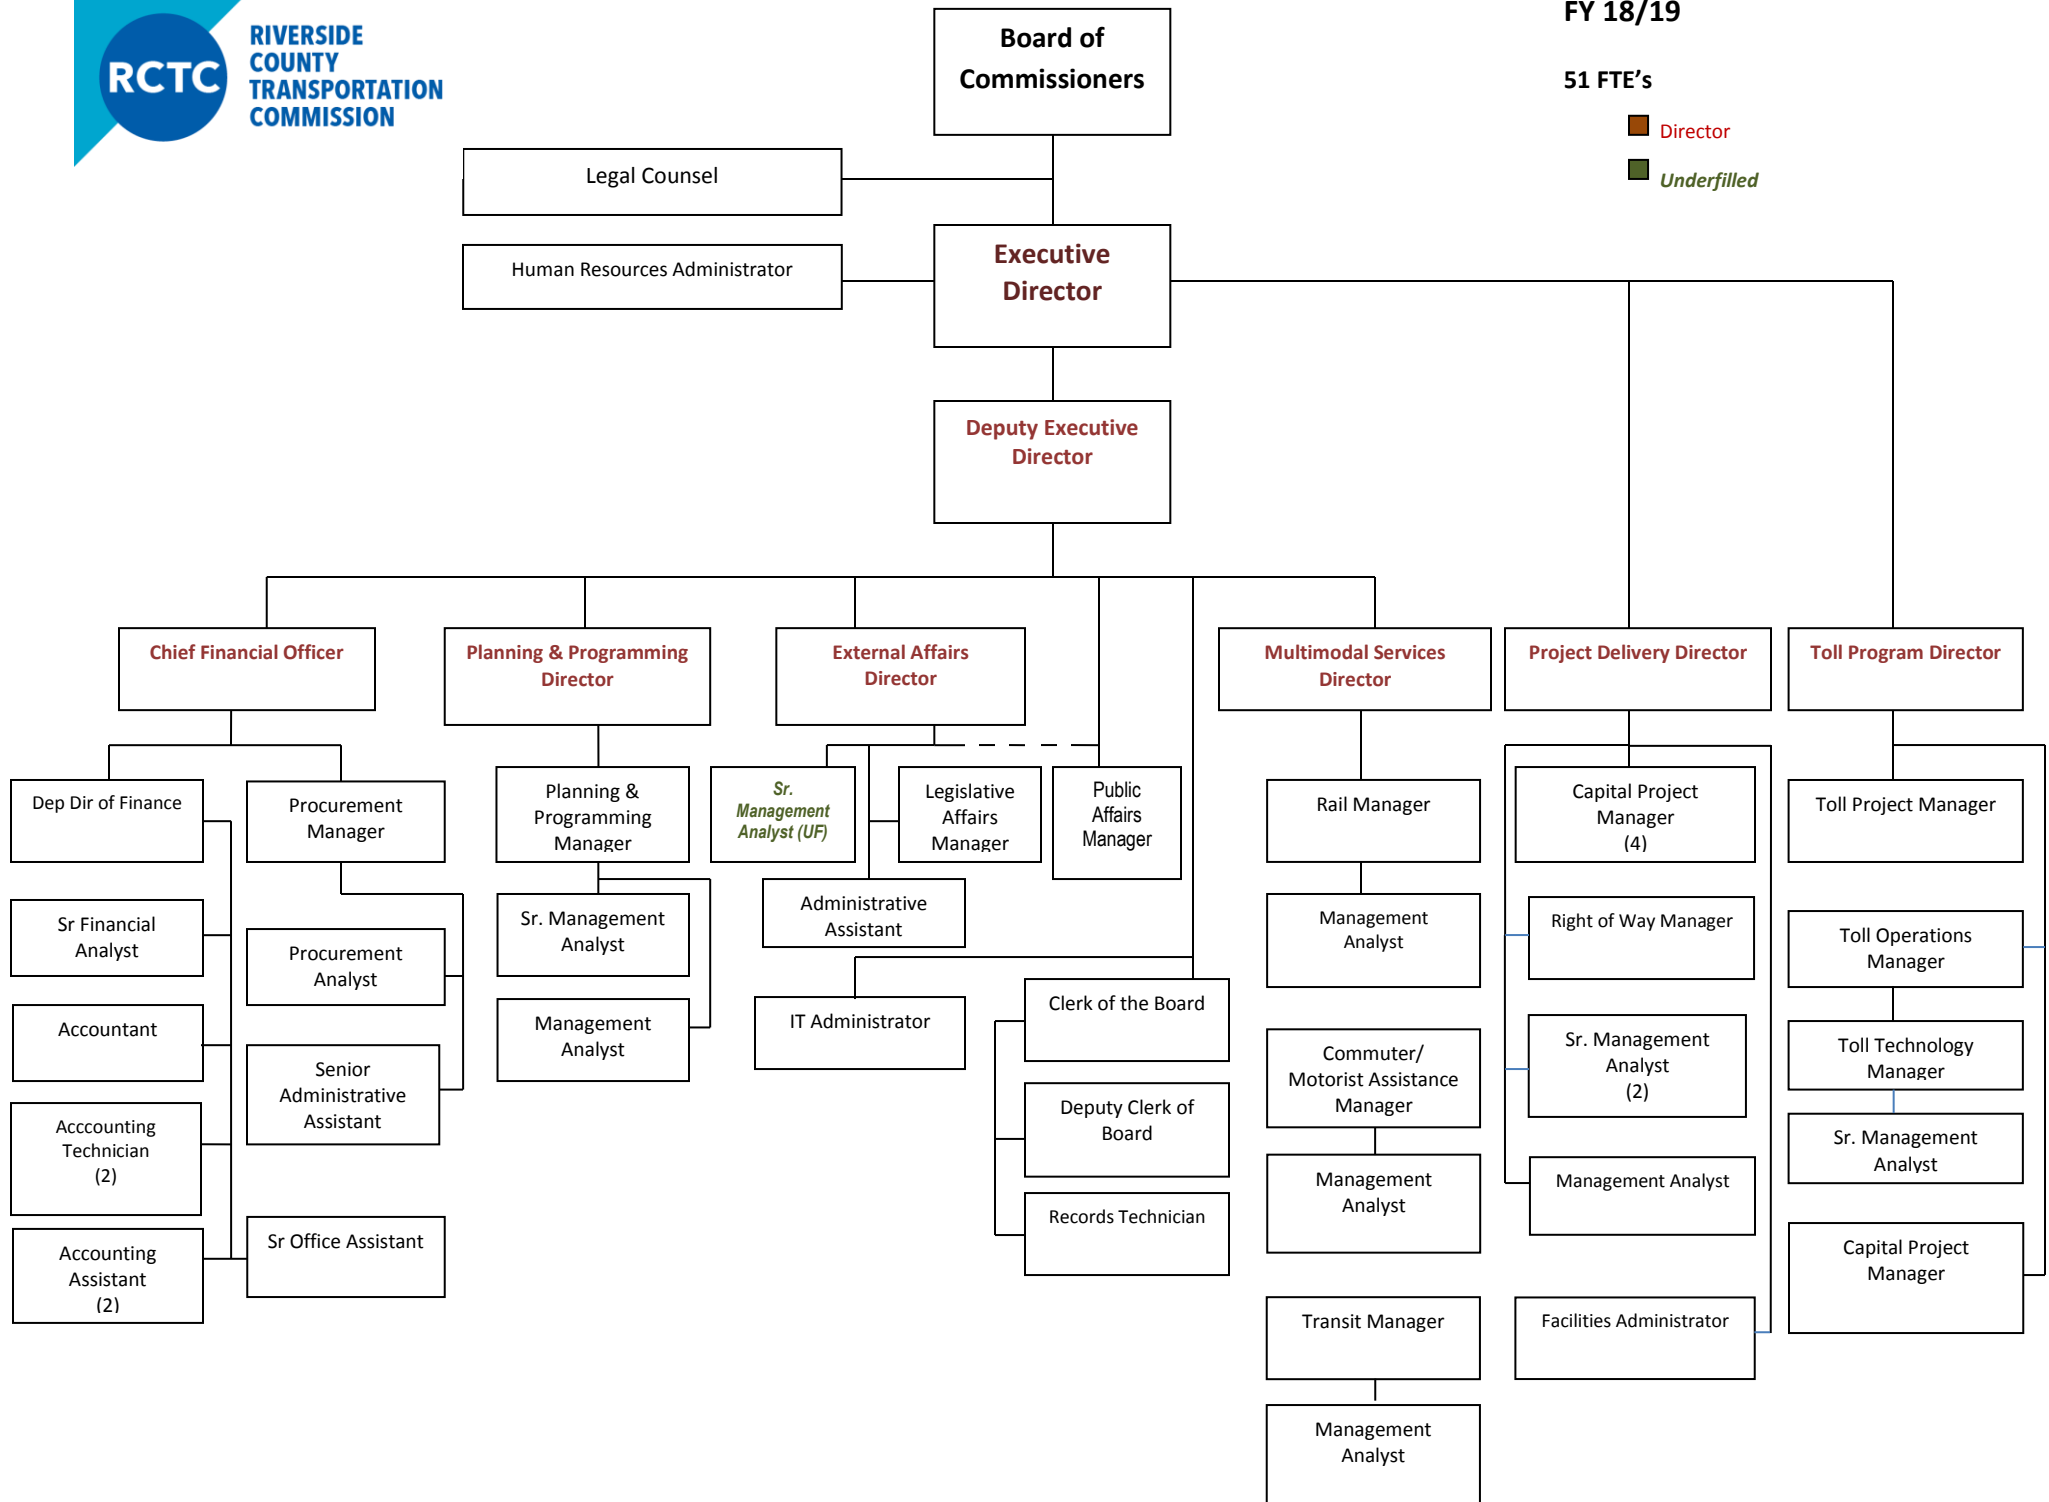 RCTC
RIVERSIDE
COUNTY
TRANSPORTATION
COMMISSION
FY 18/19
51 FTE's
Director
Underfilled
Board of
Commissioners
Legal Counsel
Human Resources Administrator
Executive
Director
Deputy Executive
Director
Chief Financial Officer
Planning & Programming
Director
External Affairs
Director
Multimodal Services
Director
Project Delivery Director
Toll Program Director
Dep Dir of Finance
Procurement
Manager
Sr Financial
Analyst
Procurement
Analyst
Accountant
Senior
Administrative
Assistant
Acccounting
Technician
(2)
Accounting
Assistant
(2)
Sr Office Assistant
Planning &
Programming
Manager
Sr. Management
Analyst
Management
Analyst
Sr.
Management
Analyst (UF)
Legislative
Affairs
Manager
Public
Affairs
Manager
Administrative
Assistant
IT Administrator
Clerk of the Board
Deputy Clerk of
Board
Records Technician
Rail Manager
Management
Analyst
Commuter/
Motorist Assistance
Manager
Management
Analyst
Transit Manager
Management
Analyst
Capital Project
Manager
(4)
Right of Way Manager
Sr. Management
Analyst
(2)
Management Analyst
Facilities Administrator
Toll Project Manager
Toll Operations
Manager
Toll Technology
Manager
Sr. Management
Analyst
Capital Project
Manager